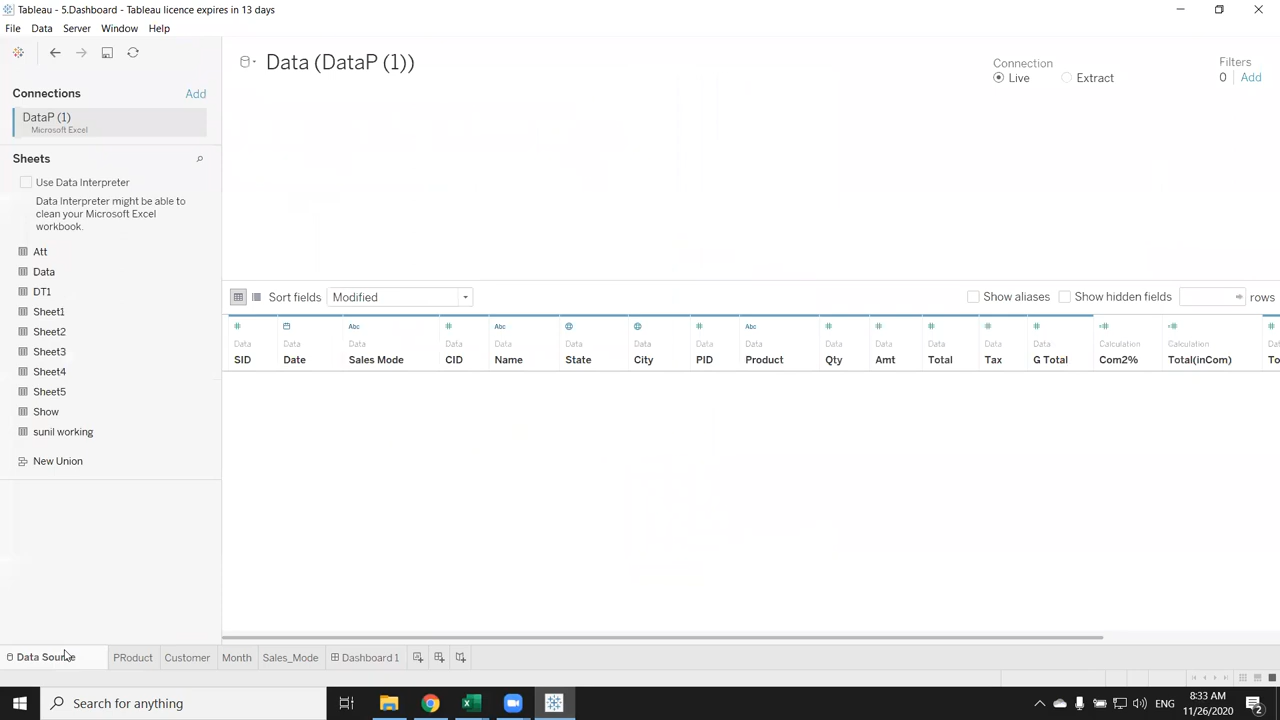 Tableau - 5.Dashboard - Tableau licence expires in 13 days
File Data Server Window Help
Connections Add
DataP (1)
Microsoft Excel
Sheets
Use Data Interpreter
Data Interpreter might be able to
clean your Microsoft Excel
workbook.
Att
Data
DT1
Sheet1
Sheet2
Sheet3
Sheet4
Sheet5
Show
sunil working
New Union
Data (DataP (1))
Connection
Live Extract
Filters
0 Add
Sort fields Modified Show aliases Show hidden fields rows
# Abc # Abc # Abc # # # # # =# =# #
Data Data Data Data Data Data Data Data Data Data Data Data Data Data Calculation Calculation Data
SID Date Sales Mode CID Name State City PID Product Qty Amt Total Tax G Total Com2% Total(inCom) To
Data Source PRoduct Customer Month Sales_Mode Dashboard 1
Search for anything
ENG
8:33 AM
11/26/2020
2